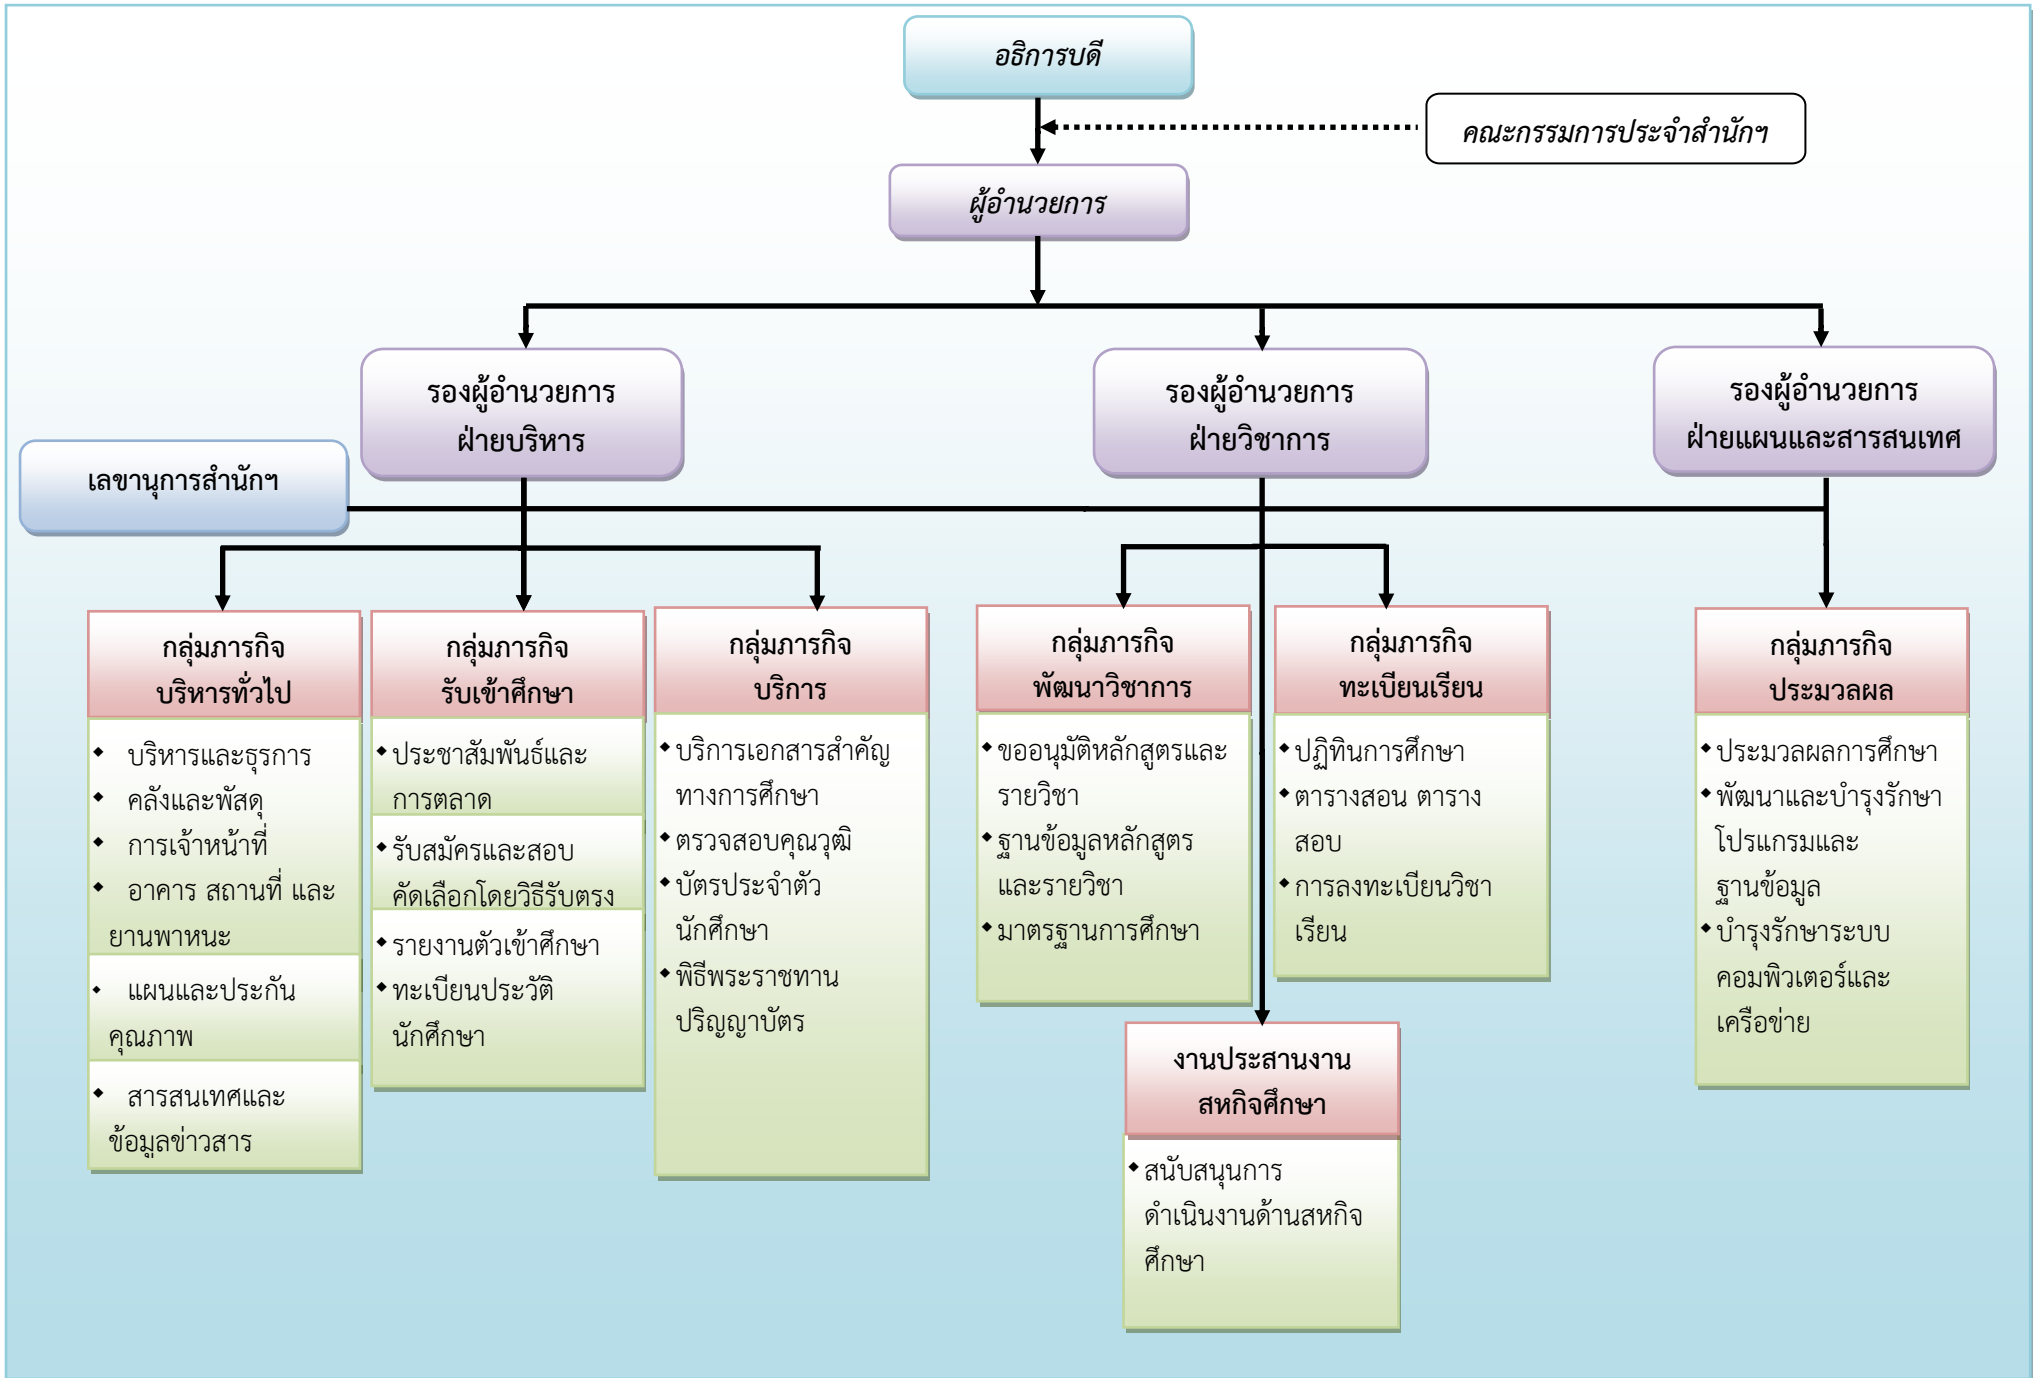 อธิการบดี
คณะกรรมการประจำสำนักฯ
ผู้อำนวยการ
รองผู้อำนวยการ
ฝ่ายบริหาร
รองผู้อำนวยการ
ฝ่ายวิชาการ
รองผู้อำนวยการ
ฝ่ายแผนและสารสนเทศ
เลขานุการสำนักฯ
กลุ่มภารกิจ
บริหารทั่วไป
◆ บริหารและธุรการ
◆ คลังและพัสดุ
◆ การเจ้าหน้าที่
◆ อาคาร สถานที่ และ
ยานพาหนะ
◆ แผนและประกัน
คุณภาพ
◆ สารสนเทศและ
ข้อมูลข่าวสาร
กลุ่มภารกิจ
รับเข้าศึกษา
◆ ประชาสัมพันธ์และ
การตลาด
◆ รับสมัครและสอบ
คัดเลือกโดยวิธีรับตรง
◆ รายงานตัวเข้าศึกษา
◆ ทะเบียนประวัติ
นักศึกษา
กลุ่มภารกิจ
บริการ
◆ บริการเอกสารสำคัญ
ทางการศึกษา
◆ ตรวจสอบคุณวุฒิ
◆ บัตรประจำตัว
นักศึกษา
◆ พิธีพระราชทาน
ปริญญาบัตร
กลุ่มภารกิจ
พัฒนาวิชาการ
◆ ขออนุมัติหลักสูตรและ
รายวิชา
◆ ฐานข้อมูลหลักสูตร
และรายวิชา
◆ มาตรฐานการศึกษา
กลุ่มภารกิจ
ทะเบียนเรียน
◆ ปฏิทินการศึกษา
◆ ตารางสอน ตาราง
สอบ
◆ การลงทะเบียนวิชา
เรียน
งานประสานงาน
สหกิจศึกษา
◆ สนับสนุนการ
ดำเนินงานด้านสหกิจ
ศึกษา
กลุ่มภารกิจ
ประมวลผล
◆ ประมวลผลการศึกษา
◆ พัฒนาและบำรุงรักษา
โปรแกรมและ
ฐานข้อมูล
◆ บำรุงรักษาระบบ
คอมพิวเตอร์และ
เครือข่าย